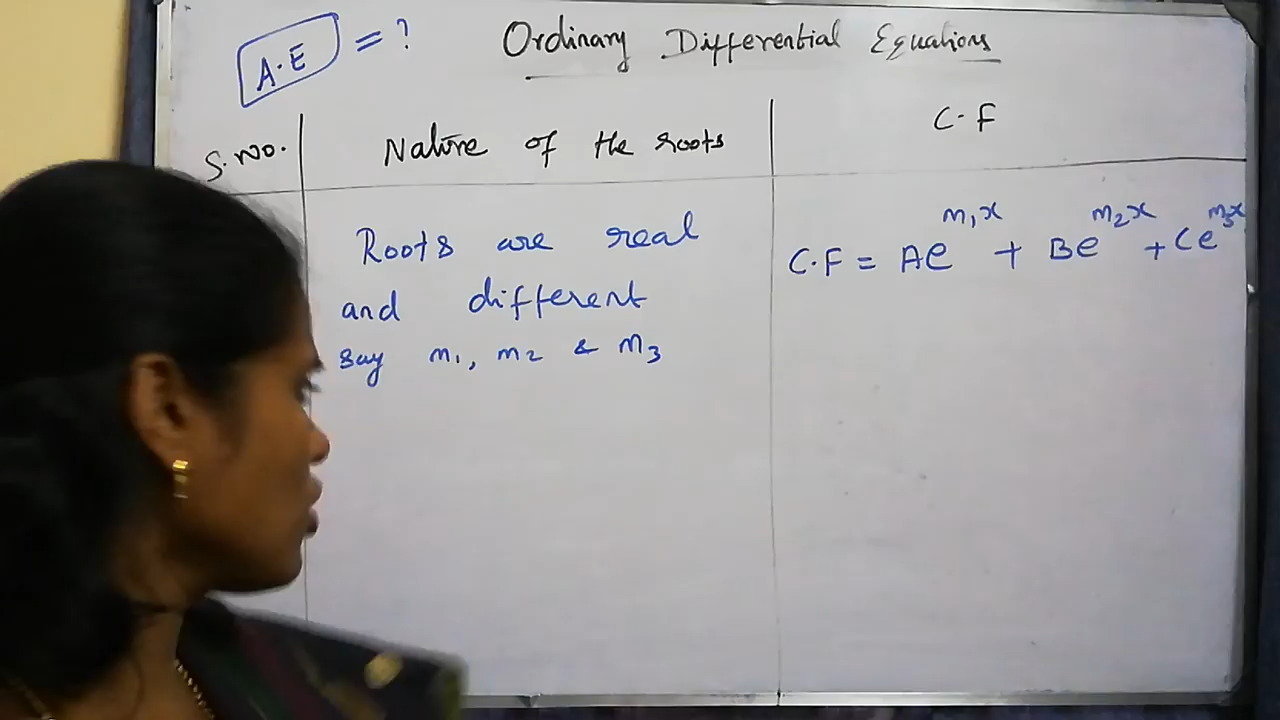 A.E = ?
Ordinary Differential Equations
S.No. Nature of the roots C.F
Roots are real
and different
say m₁, m₂ & m₃
C.F = Ae^{m₁x} + Be^{m₂x} + Ce^{m₃x}